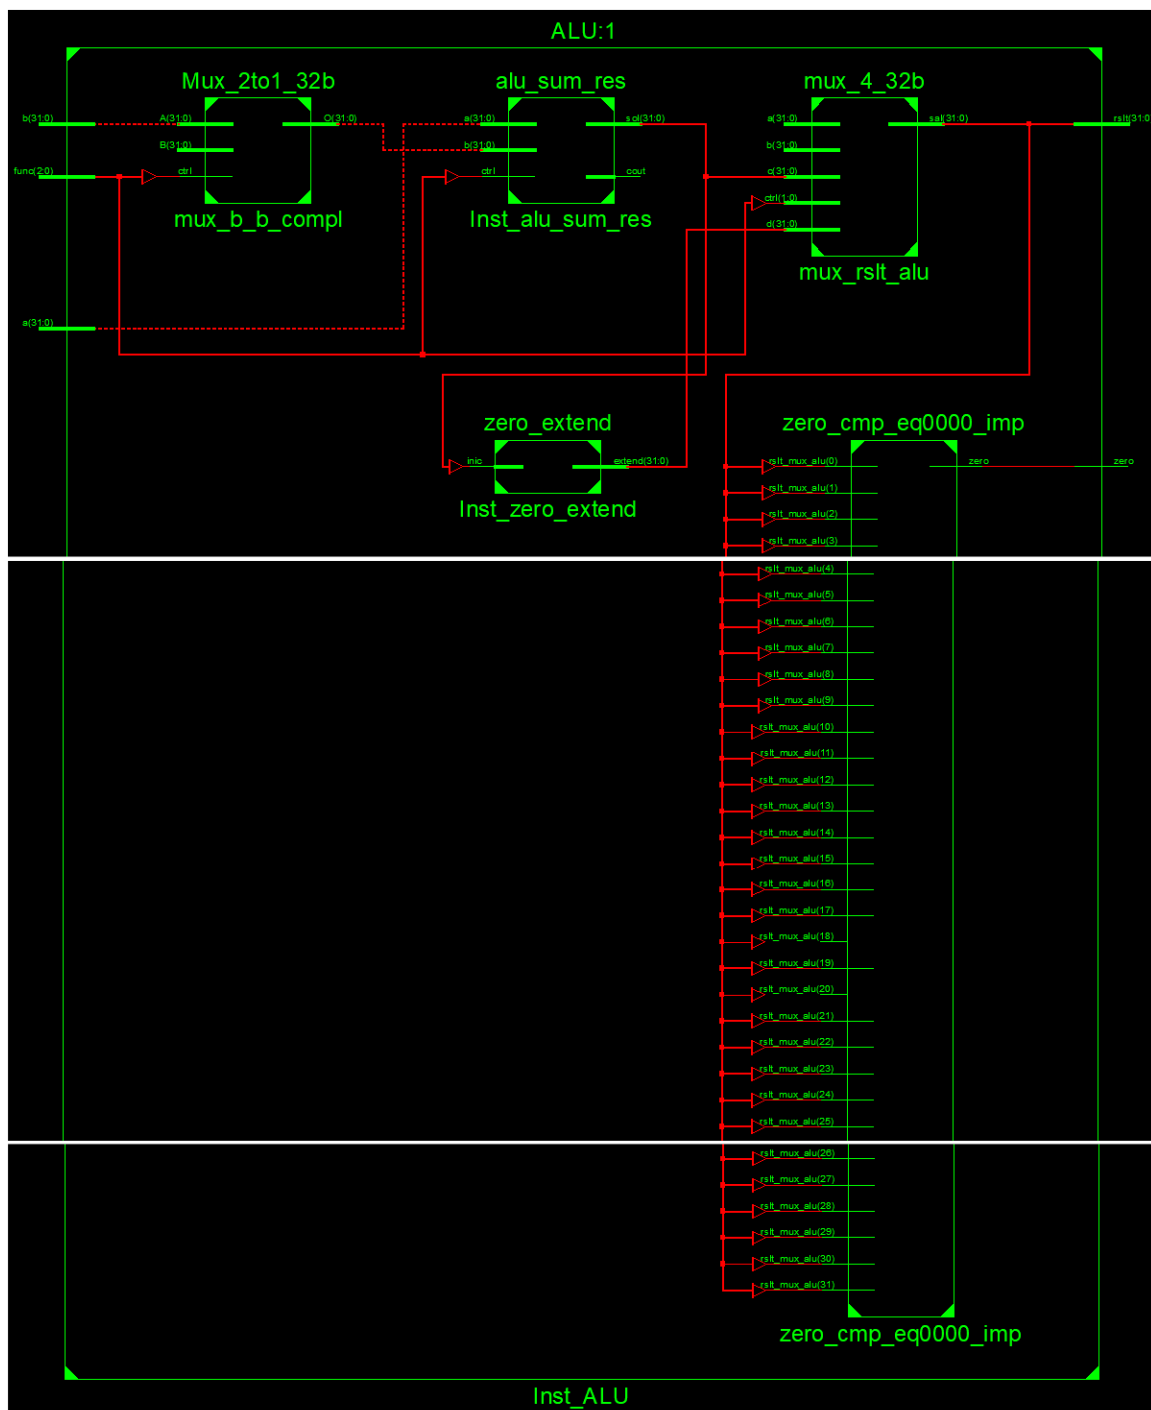 ALU:1
Mux_2to1_32b alu_sum_res mux_4_32b
b(31:0) A(31:0) O(31:0) a(31:0) sol(31:0) a(31:0) sal(31:0) rslt(31:0)
B(31:0) b(31:0) b(31:0)
func(2:0) ctrl ctrl cout c(31:0)
ctrl(1:0)
mux_b_b_compl Inst_alu_sum_res d(31:0)
mux_rslt_alu
a(31:0)
zero_extend zero_cmp_eq0000_imp
inic extend(31:0) rslt_mux_alu(0) zero zero
rslt_mux_alu(1)
Inst_zero_extend rslt_mux_alu(2)
rslt_mux_alu(3)
rslt_mux_alu(4)
rslt_mux_alu(5)
rslt_mux_alu(6)
rslt_mux_alu(7)
rslt_mux_alu(8)
rslt_mux_alu(9)
rslt_mux_alu(10)
rslt_mux_alu(11)
rslt_mux_alu(12)
rslt_mux_alu(13)
rslt_mux_alu(14)
rslt_mux_alu(15)
rslt_mux_alu(16)
rslt_mux_alu(17)
rslt_mux_alu(18)
rslt_mux_alu(19)
rslt_mux_alu(20)
rslt_mux_alu(21)
rslt_mux_alu(22)
rslt_mux_alu(23)
rslt_mux_alu(24)
rslt_mux_alu(25)
rslt_mux_alu(26)
rslt_mux_alu(27)
rslt_mux_alu(28)
rslt_mux_alu(29)
rslt_mux_alu(30)
rslt_mux_alu(31)
zero_cmp_eq0000_imp
Inst_ALU